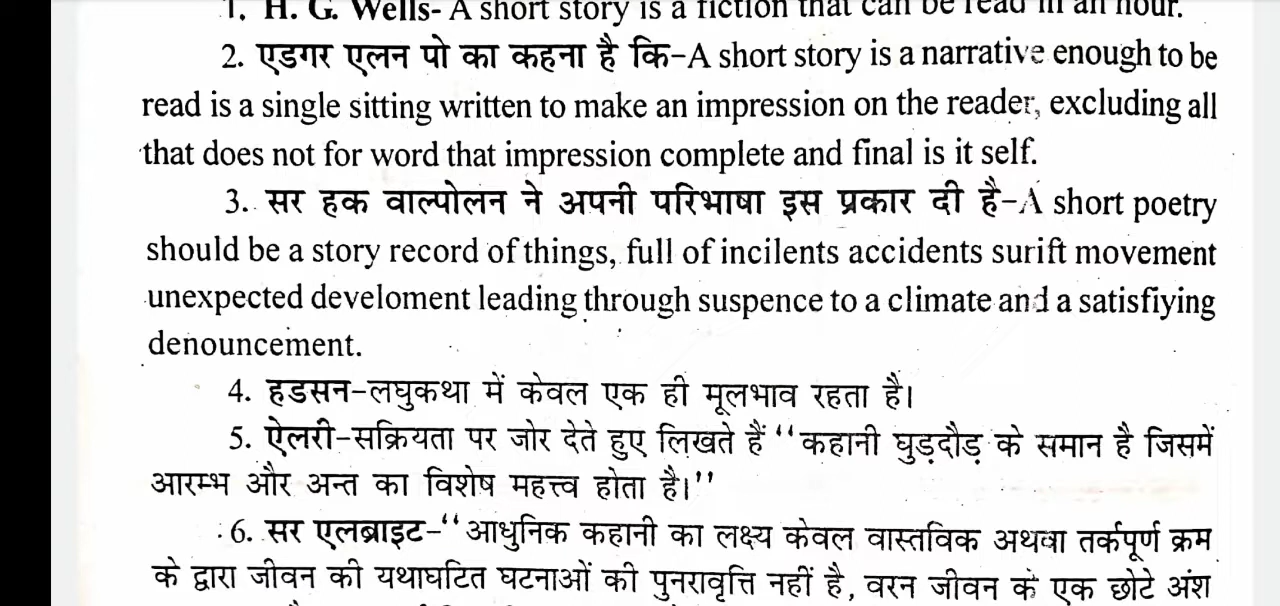 1. H. G. Wells- A short story is a fiction that can be read in an hour.
2. एडगर एलन पो का कहना है कि–A short story is a narrative enough to be
read is a single sitting written to make an impression on the reader, excluding all
that does not for word that impression complete and final is it self.
3. सर हक वाल्पोलन ने अपनी परिभाषा इस प्रकार दी है–A short poetry
should be a story record of things, full of incilents accidents surift movement
unexpected develoment leading through suspence to a climate and a satisfiying
denouncement.
4. हडसन–लघुकथा में केवल एक ही मूलभाव रहता है।
5. ऐलरी–सक्रियता पर जोर देते हुए लिखते हैं ‘‘कहानी घुड़दौड़ के समान है जिसमें
आरम्भ और अन्त का विशेष महत्त्व होता है।’’
6. सर एलब्राइट–‘‘आधुनिक कहानी का लक्ष्य केवल वास्तविक अथवा तर्कपूर्ण क्रम
के द्वारा जीवन की यथाघटित घटनाओं की पुनरावृत्ति नहीं है, वरन जीवन के एक छोटे अंश